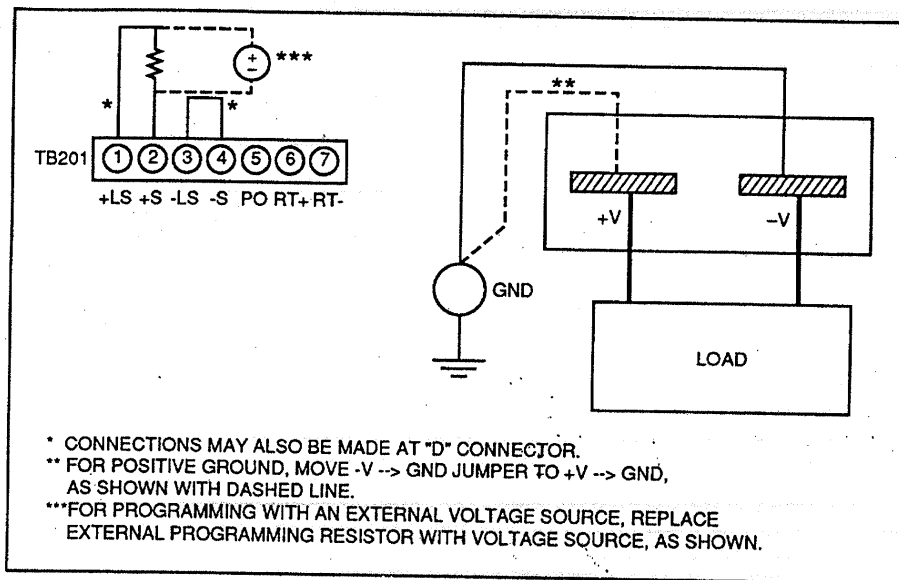 +
−
***
**
*
*
TB201 1 2 3 4 5 6 7
+LS +S -LS -S PO RT+ RT-
+V
−V
GND
LOAD
* CONNECTIONS MAY ALSO BE MADE AT "D" CONNECTOR.
** FOR POSITIVE GROUND, MOVE -V --> GND JUMPER TO +V --> GND,
AS SHOWN WITH DASHED LINE.
***FOR PROGRAMMING WITH AN EXTERNAL VOLTAGE SOURCE, REPLACE
EXTERNAL PROGRAMMING RESISTOR WITH VOLTAGE SOURCE, AS SHOWN.